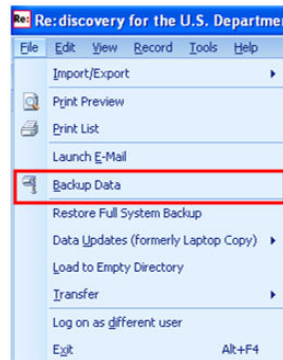 Re: Re:discovery for the U.S. Departme
File Edit View Record Tools Help
Import/Export
Print Preview
Print List
Launch E-Mail
Backup Data
Restore Full System Backup
Data Updates (formerly Laptop Copy)
Load to Empty Directory
Transfer
Log on as different user
Exit Alt+F4